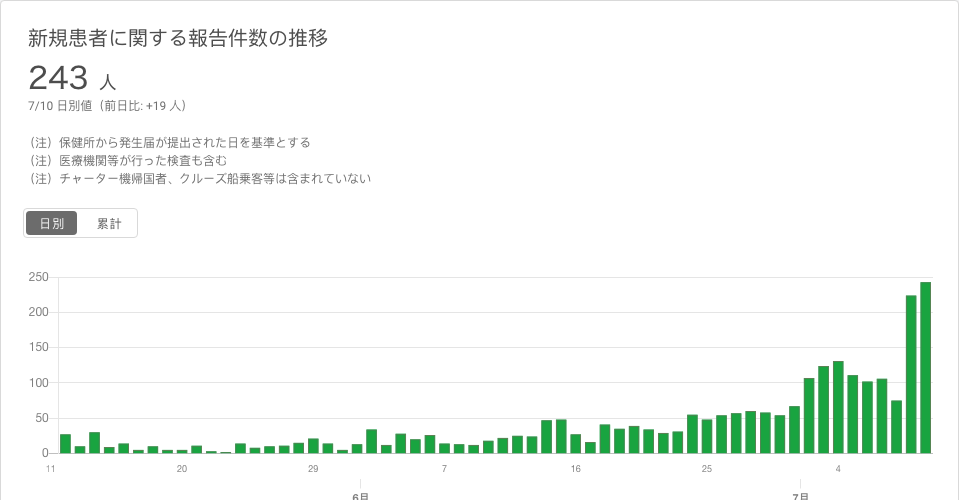 新規患者に関する報告件数の推移
243 人
7/10 日別値（前日比: +19 人）
（注）保健所から発生届が提出された日を基準とする
（注）医療機関等が行った検査も含む
（注）チャーター機帰国者、クルーズ船乗客等は含まれていない
日別 累計
250
200
150
100
50
0
11 20 29 7 16 25 4
6月 7月